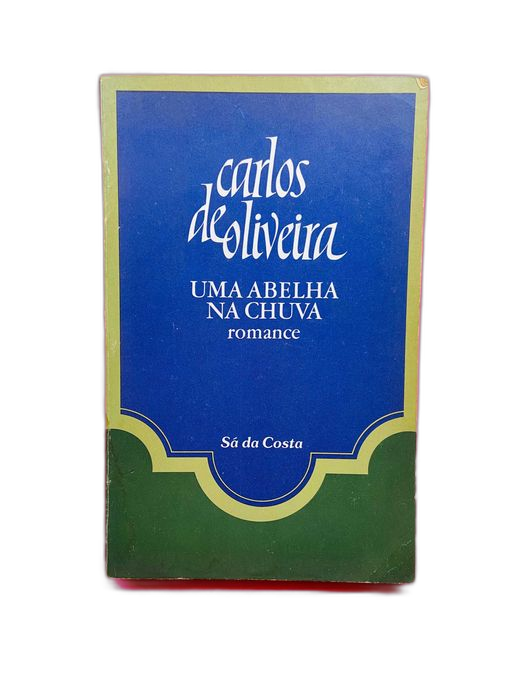 carlos
de oliveira
UMA ABELHA
NA CHUVA
romance
Sá da Costa